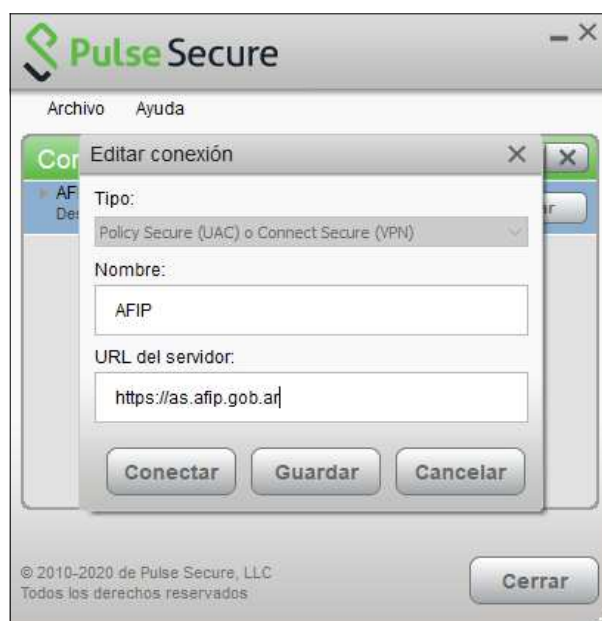 Pulse Secure
Archivo Ayuda
Editar conexión
Tipo:
Policy Secure (UAC) o Connect Secure (VPN)
Nombre:
AFIP
URL del servidor:
https://as.afip.gob.ar
Conectar Guardar Cancelar
© 2010-2020 de Pulse Secure, LLC
Todos los derechos reservados
Cerrar